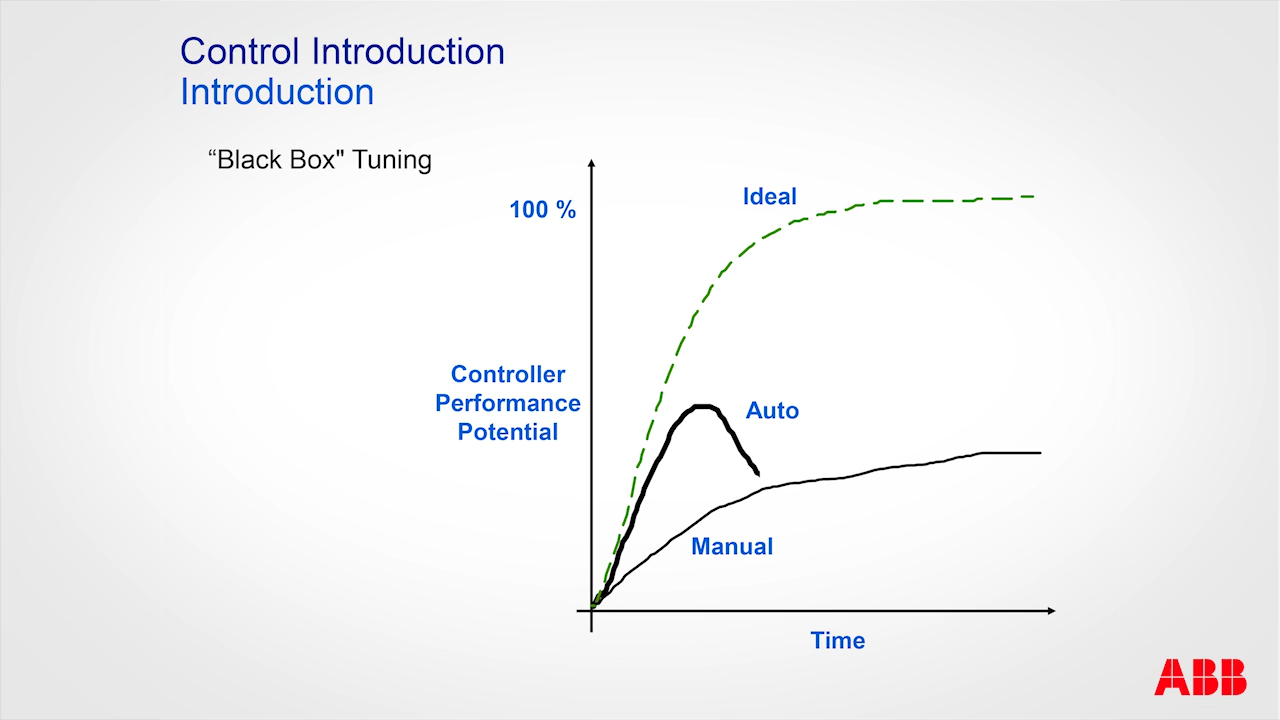 Control Introduction
Introduction
“Black Box" Tuning
100 %
Ideal
Controller
Performance
Potential
Auto
Manual
Time
ABB